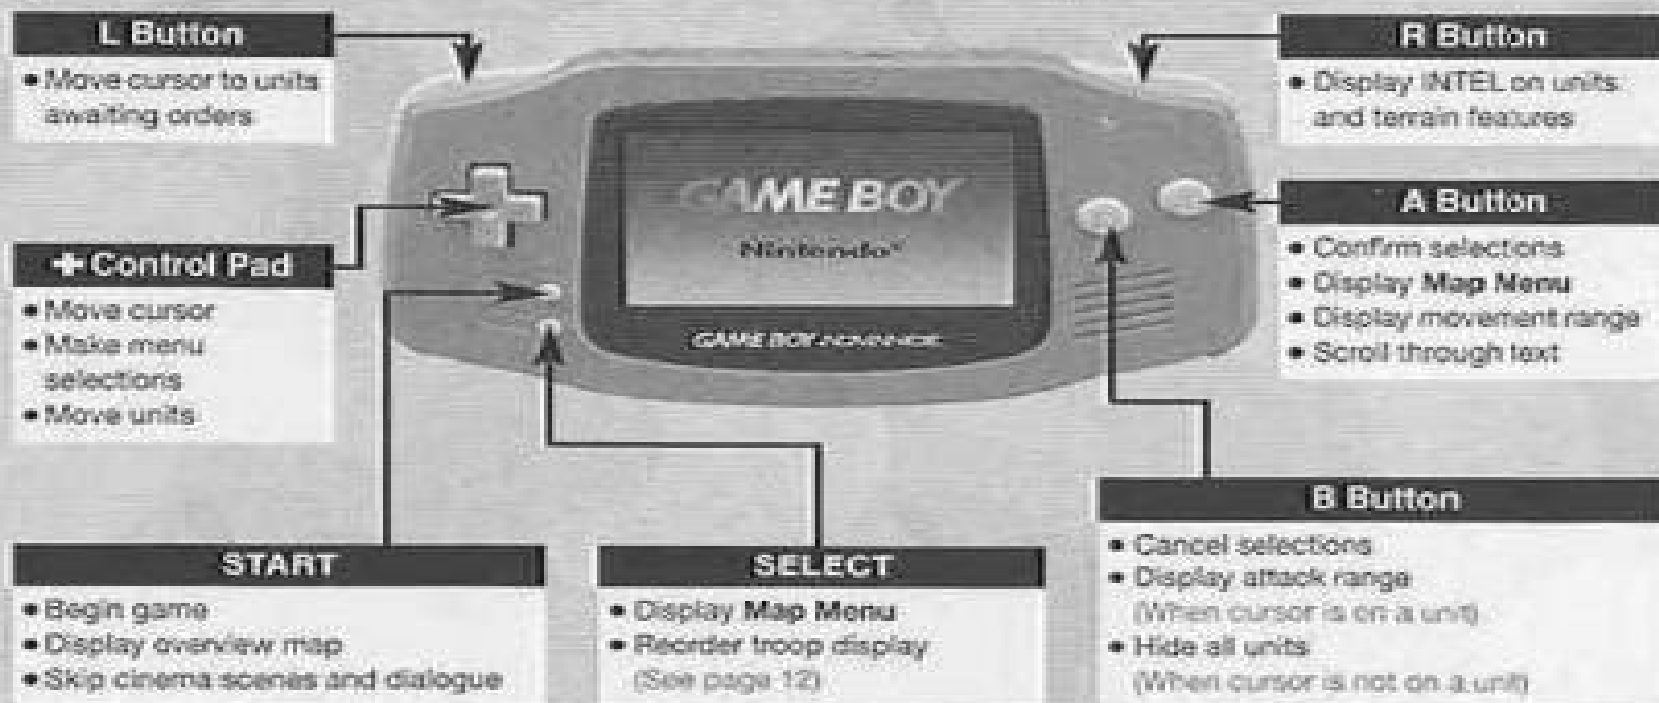 L Button
• Move cursor to units
awaiting orders
R Button
• Display INTEL on units
and terrain features
GAME BOY
Nintendo®
GAME BOY ADVANCE
A Button
• Confirm selections
• Display Map Menu
• Display movement range
• Scroll through text
+Control Pad
• Move cursor
• Make menu
selections
• Move units
START
• Begin game
• Display overview map
• Skip cinema scenes and dialogue
SELECT
• Display Map Menu
• Reorder troop display
(See page 12)
B Button
• Cancel selections
• Display attack range
(When cursor is on a unit)
• Hide all units
(When cursor is not on a unit)